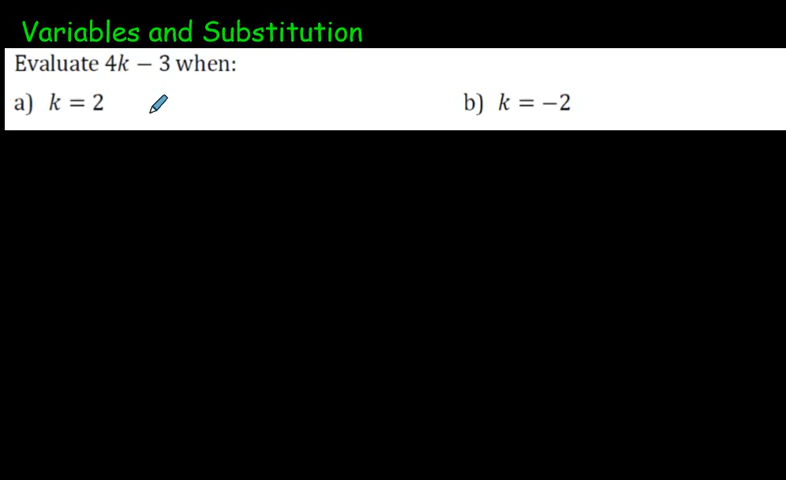 Variables and Substitution
Evaluate 4k − 3 when:
a) k = 2 b) k = −2